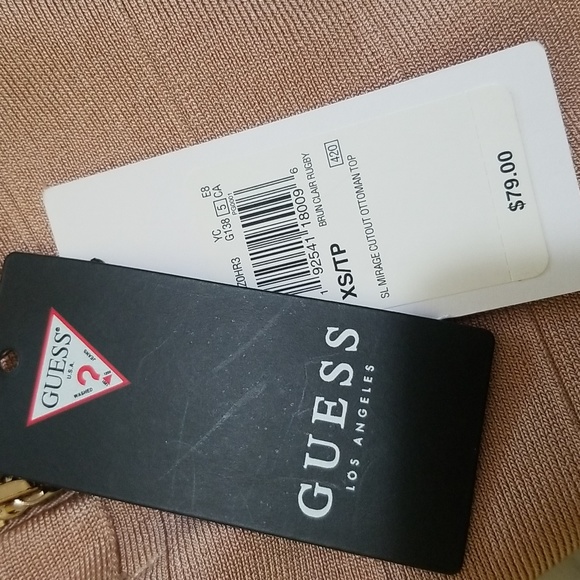 $79.00
SL MIRAGE CUTOUT OTTOMAN TOP
XS/TP
BRUN CLAIR RUGBY 420
1 92541 18009 6
YC E8
G138 5 CA
20HR3
GUESS
LOS ANGELES
GUESS®
U.S.A.
?
WASHED
JEANS